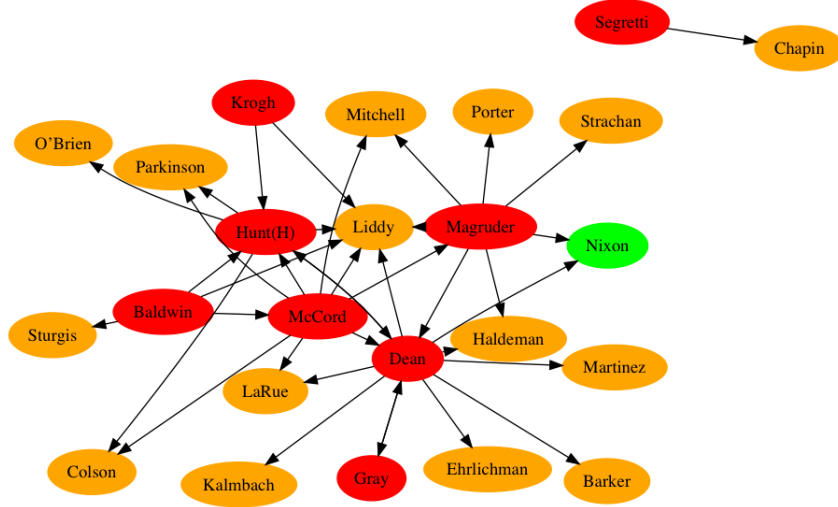 Segretti
Chapin
Krogh
Mitchell
Porter
Strachan
O'Brien
Parkinson
Hunt(H)
Liddy
Magruder
Nixon
Baldwin
McCord
Sturgis
Haldeman
Dean
Martinez
LaRue
Colson
Kalmbach
Gray
Ehrlichman
Barker